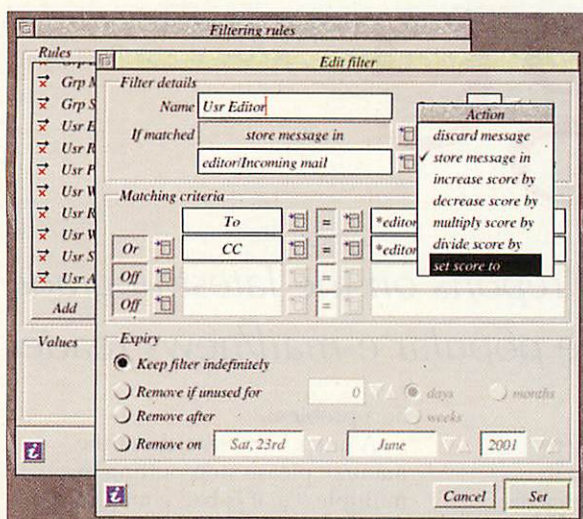 Filtering rules
Rules
Grp
Grp S
Usr E
Usr R
Usr P
Usr W
Usr R
Usr W
Usr S
Usr A
Add
Values
Edit filter
Filter details
Name Usr Editor
If matched store message in
editor/Incoming mail
Action
discard message
✓ store message in
increase score by
decrease score by
multiply score by
divide score by
set score to
Matching criteria
To = *editor
Or CC = *editor
Off =
Off =
Expiry
Keep filter indefinitely
Remove if unused for 0 days months
weeks
Remove after
Remove on Sat, 23rd June 2001
Cancel Set